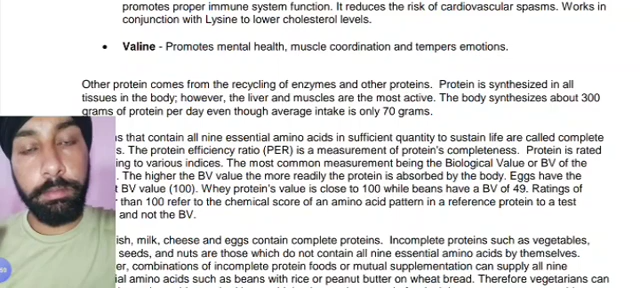 promotes proper immune system function. It reduces the risk of cardiovascular spasms. Works in
conjunction with Lysine to lower cholesterol levels.
• Valine - Promotes mental health, muscle coordination and tempers emotions.
Other protein comes from the recycling of enzymes and other proteins. Protein is synthesized in all
tissues in the body; however, the liver and muscles are the most active. The body synthesizes about 300
grams of protein per day even though average intake is only 70 grams.
s that contain all nine essential amino acids in sufficient quantity to sustain life are called complete
s. The protein efficiency ratio (PER) is a measurement of protein's completeness. Protein is rated
ing to various indices. The most common measurement being the Biological Value or BV of the
. The higher the BV value the more readily the protein is absorbed by the body. Eggs have the
t BV value (100). Whey protein's value is close to 100 while beans have a BV of 49. Ratings of
than 100 refer to the chemical score of an amino acid pattern in a reference protein to a test
and not the BV.
ish, milk, cheese and eggs contain complete proteins. Incomplete proteins such as vegetables,
seeds, and nuts are those which do not contain all nine essential amino acids by themselves.
er, combinations of incomplete protein foods or mutual supplementation can supply all nine
ial amino acids such as beans with rice or peanut butter on wheat bread. Therefore vegetarians can